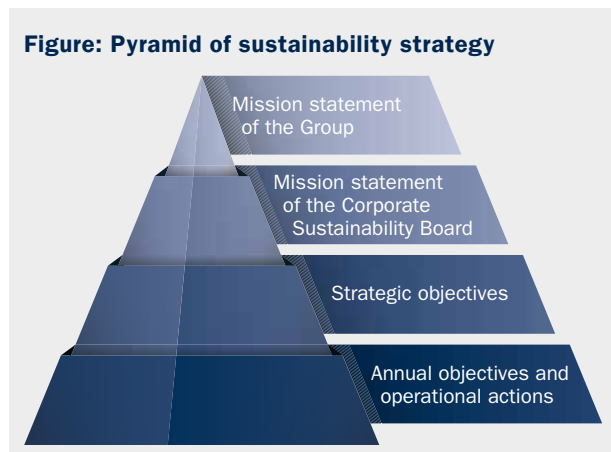 Figure: Pyramid of sustainability strategy
Mission statement
of the Group
Mission statement
of the Corporate
Sustainability Board
Strategic objectives
Annual objectives and
operational actions